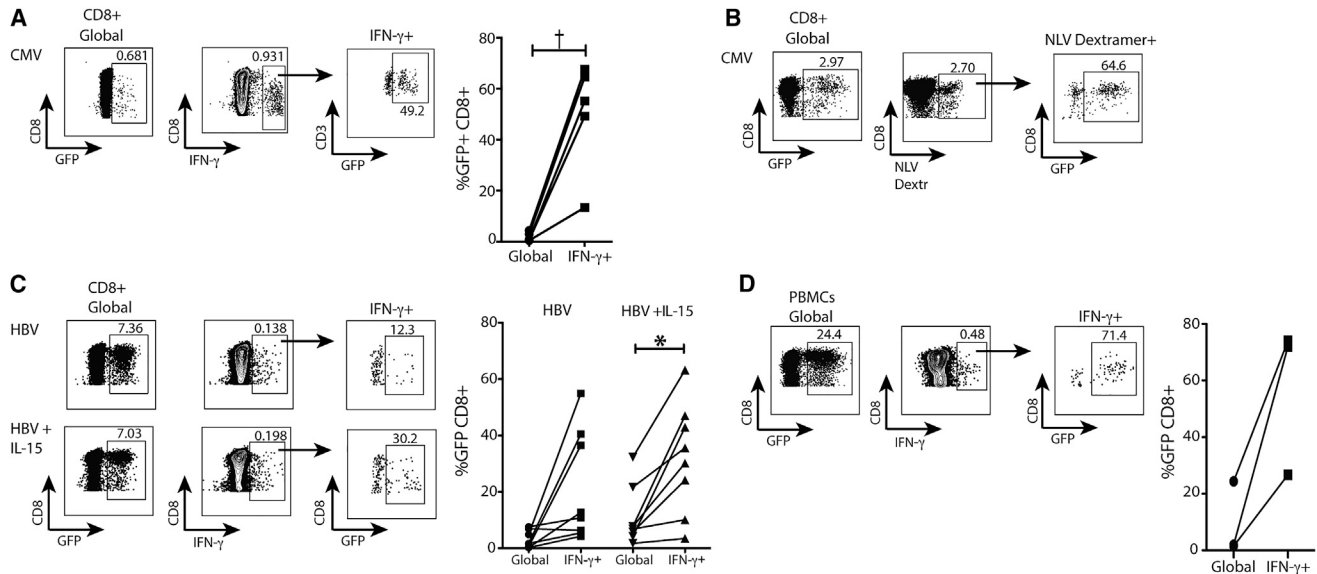 A
CD8+
Global
IFN-γ+
CMV
0.681
0.931
49.2
CD8
GFP
CD8
IFN-γ
CD3
GFP
†
%GFP+ CD8+
80
60
40
20
0
Global
IFN-γ+
B
CD8+
Global
NLV Dextramer+
CMV
2.97
2.70
64.6
CD8
GFP
CD8
NLV
Dextr
CD8
GFP
C
CD8+
Global
IFN-γ+
HBV
7.36
0.138
12.3
HBV +
IL-15
7.03
0.198
30.2
CD8
GFP
CD8
IFN-γ
CD8
GFP
HBV
HBV +IL-15
*
%GFP CD8+
80
60
40
20
0
Global
IFN-γ+
Global
IFN-γ+
D
PBMCs
Global
IFN-γ+
24.4
0.48
71.4
CD8
GFP
CD8
IFN-γ
CD8
GFP
%GFP CD8+
80
60
40
20
0
Global
IFN-γ+